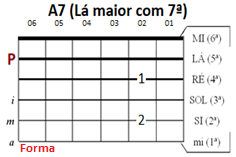 A7 (Lá maior com 7ª)
06 05 04 03 02 01
MI (6ª)
P LÁ (5ª)
1 RÉ (4ª)
i SOL (3ª)
m 2 SI (2ª)
a mi (1ª)
Forma